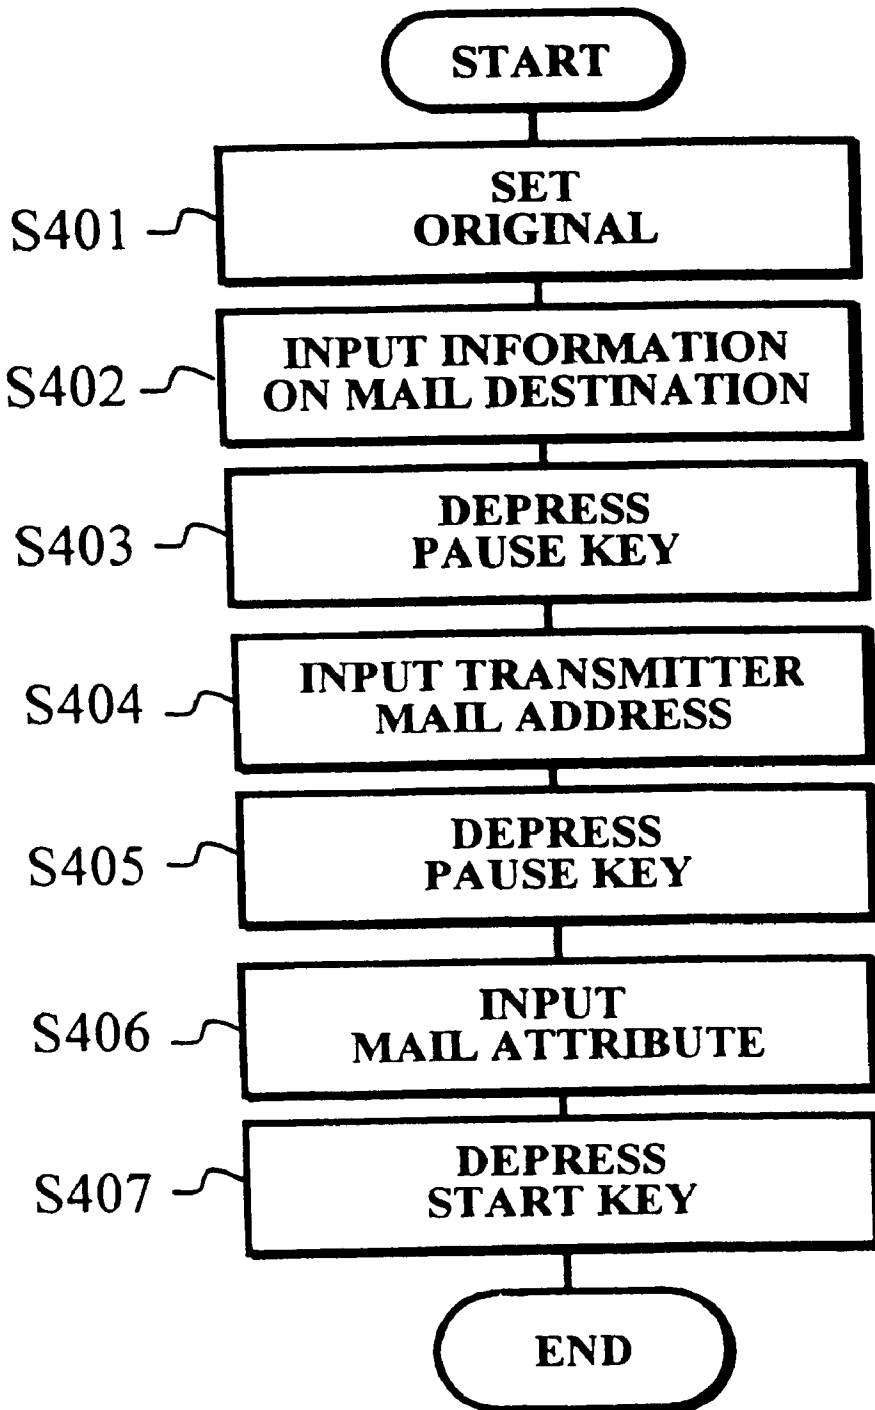 START
S401
SET
ORIGINAL
S402
INPUT INFORMATION
ON MAIL DESTINATION
S403
DEPRESS
PAUSE KEY
S404
INPUT TRANSMITTER
MAIL ADDRESS
S405
DEPRESS
PAUSE KEY
S406
INPUT
MAIL ATTRIBUTE
S407
DEPRESS
START KEY
END